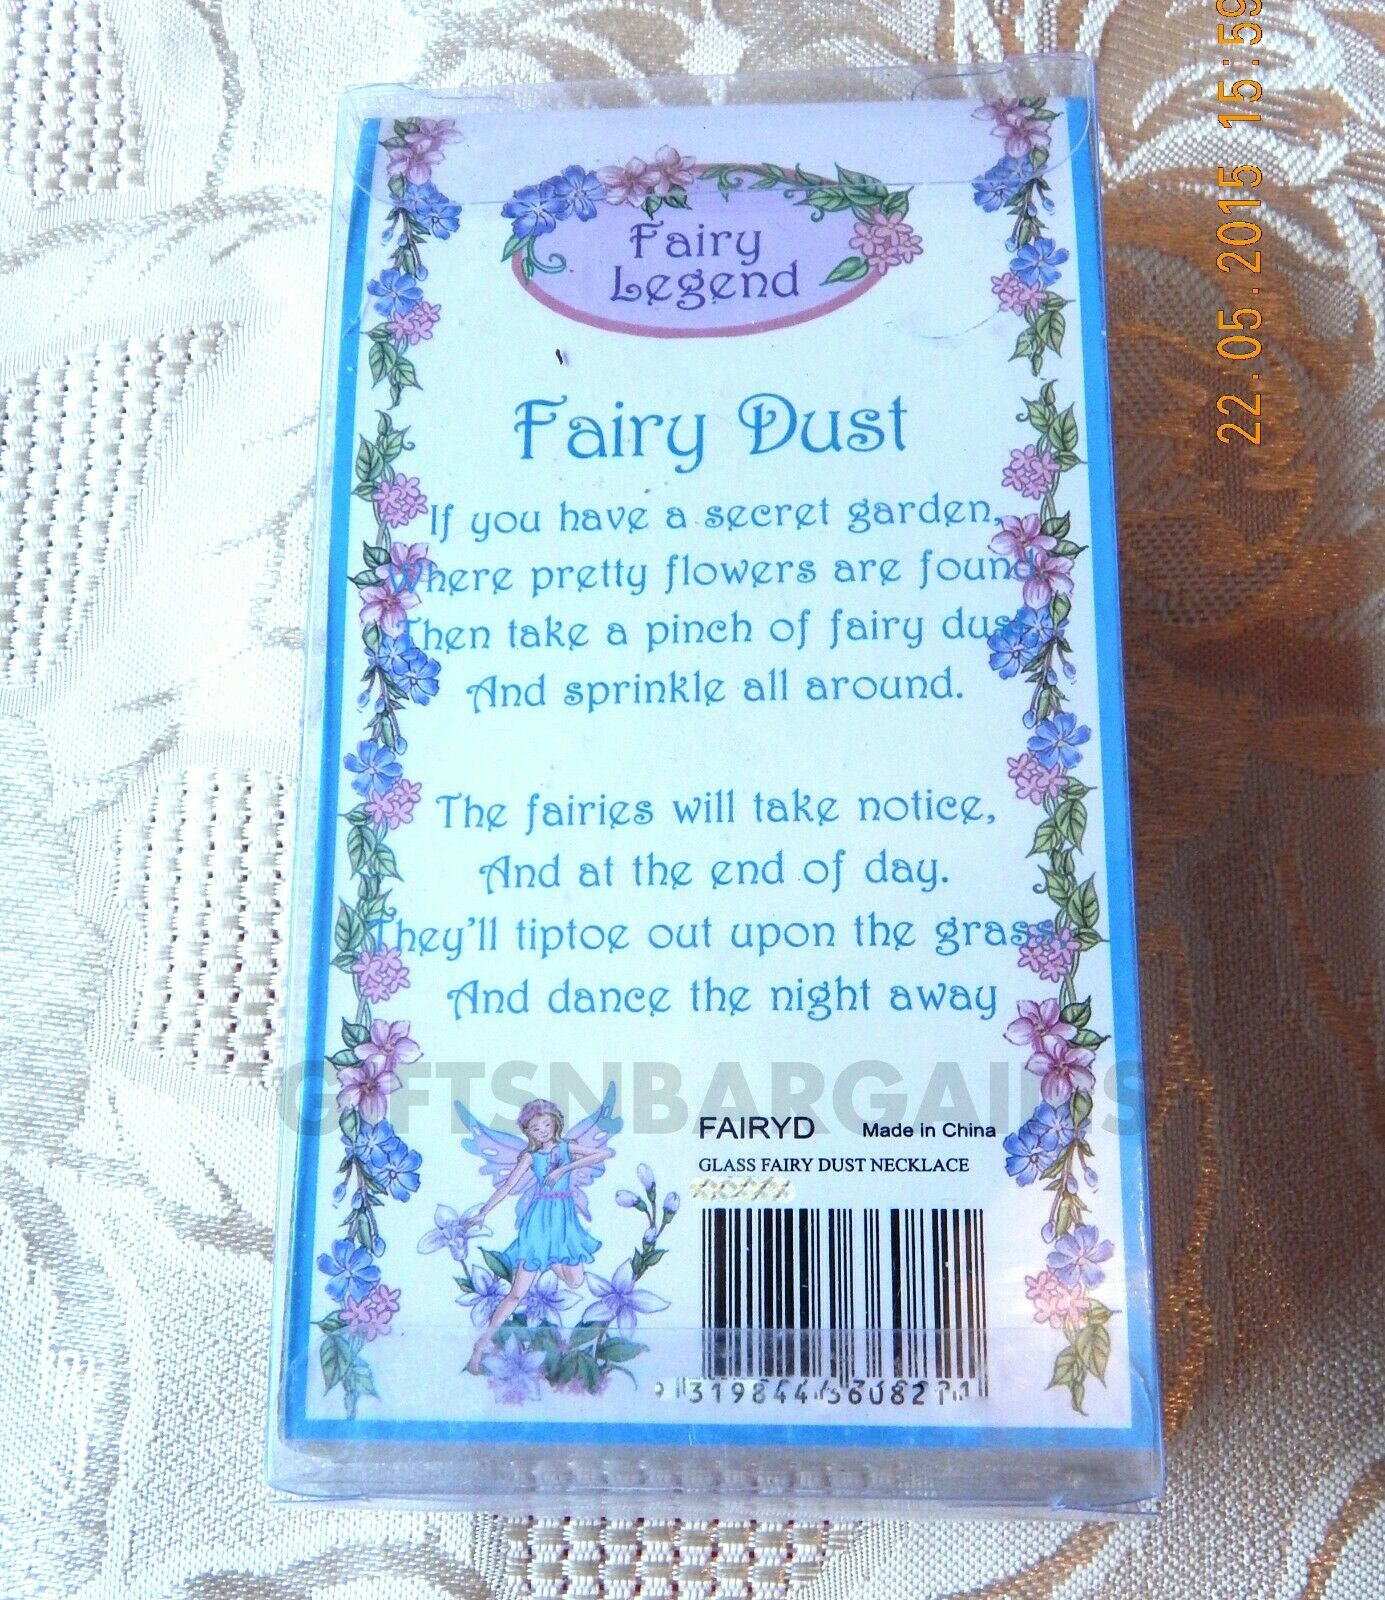 22.05.2015 15:59
Fairy
Legend
Fairy Dust
If you have a secret garden,
Where pretty flowers are found
Then take a pinch of fairy dust,
And sprinkle all around.
The fairies will take notice,
And at the end of day.
They'll tiptoe out upon the grass,
And dance the night away
GIFTSNBARGAINS
FAIRYD Made in China
GLASS FAIRY DUST NECKLACE